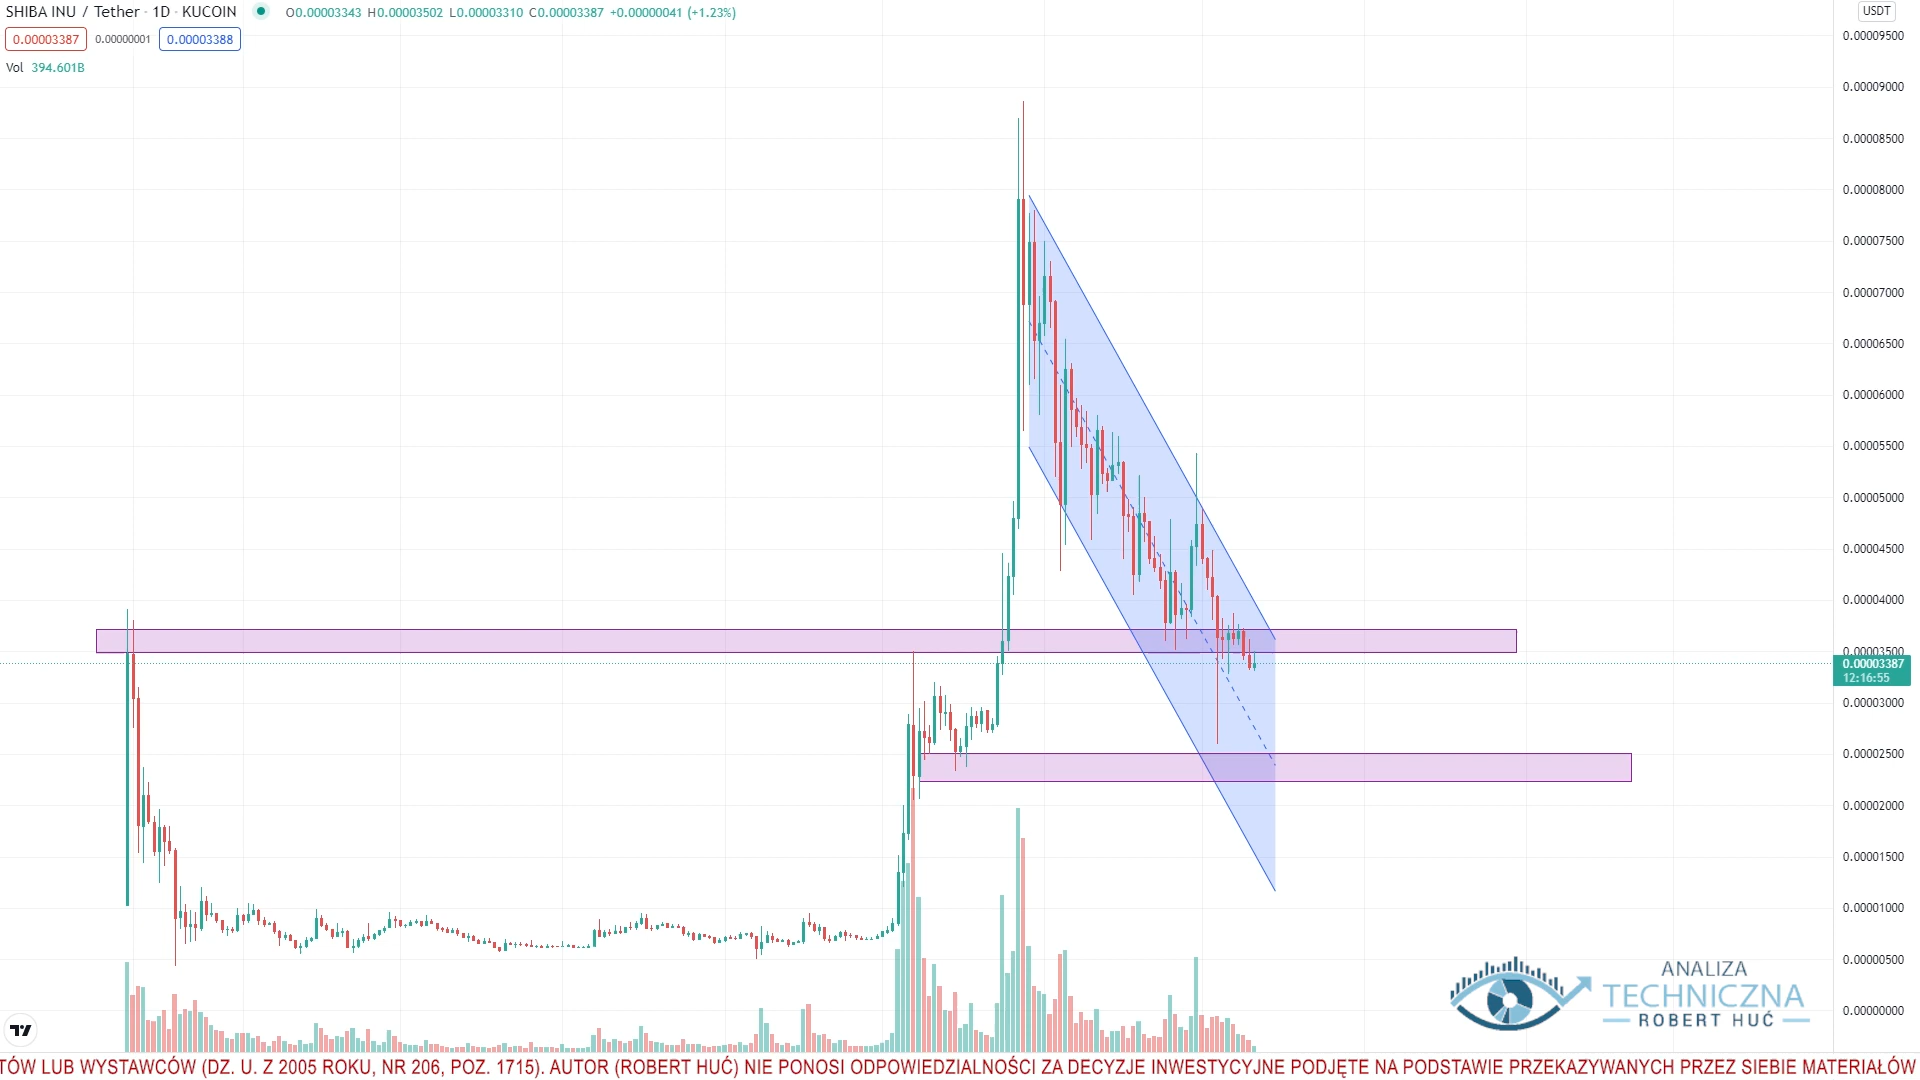 SHIBA INU / Tether · 1D · KUCOIN O0.00003343 H0.00003502 L0.00003310 C0.00003387 +0.00000041 (+1.23%)
0.00003387 0.00000001 0.00003388
Vol 394.601B
USDT
0.00009500
0.00009000
0.00008500
0.00008000
0.00007500
0.00007000
0.00006500
0.00006000
0.00005500
0.00005000
0.00004500
0.00004000
0.00003500
0.00003387
12:16:55
0.00003000
0.00002500
0.00002000
0.00001500
0.00001000
0.00000500
0.00000000
ANALIZA
TECHNICZNA
ROBERT HUĆ
TÓW LUB WYSTAWCÓW (DZ. U. Z 2005 ROKU, NR 206, POZ. 1715). AUTOR (ROBERT HUĆ) NIE PONOSI ODPOWIEDZIALNOŚCI ZA DECYZJE INWESTYCYJNE PODJĘTE NA PODSTAWIE PRZEKAZYWANYCH PRZEZ SIEBIE MATERIAŁÓW